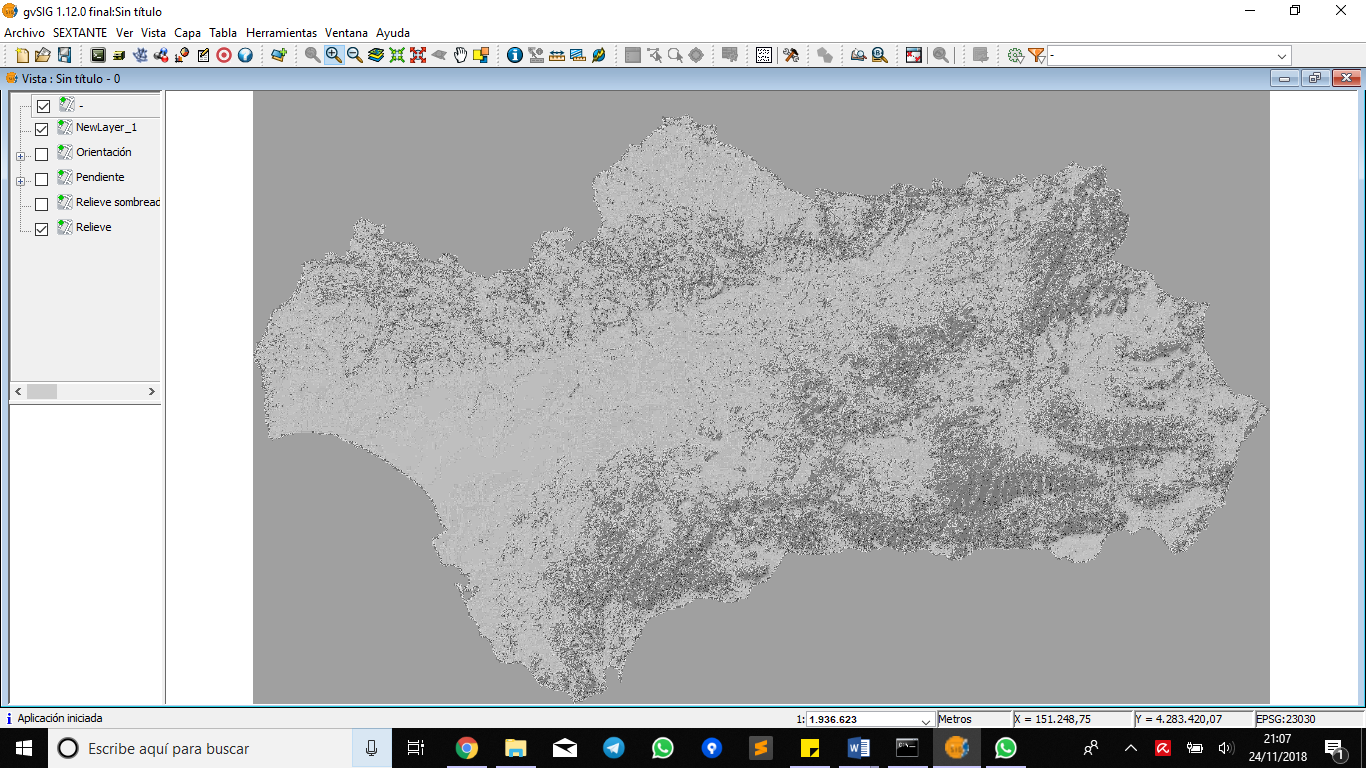 gvSIG 1.12.0 final:Sin título
Archivo SEXTANTE Ver Vista Capa Tabla Herramientas Ventana Ayuda
-
Vista : Sin título - 0
-
NewLayer_1
Orientación
Pendiente
Relieve sombread
Relieve
Aplicación iniciada
1: 1.936.623
Metros
X = 151.248,75
Y = 4.283.420,07
EPSG:23030
Escribe aquí para buscar
21:07
24/11/2018
1